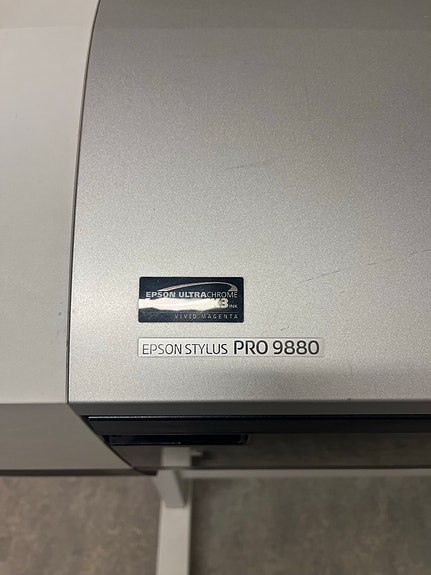 EPSON ULTRACHROME
K3 INK
VIVID MAGENTA
EPSON STYLUS PRO 9880